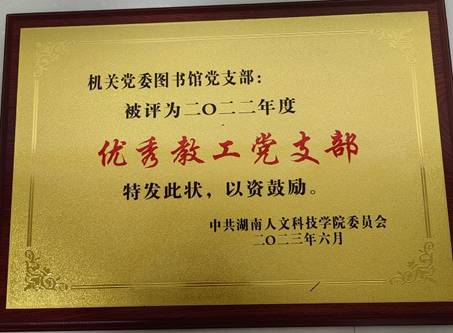 机关党委图书馆党支部：
被评为二〇二二年度
优秀教工党支部
特发此状，以资鼓励。
中共湖南人文科技学院委员会
二〇二三年六月